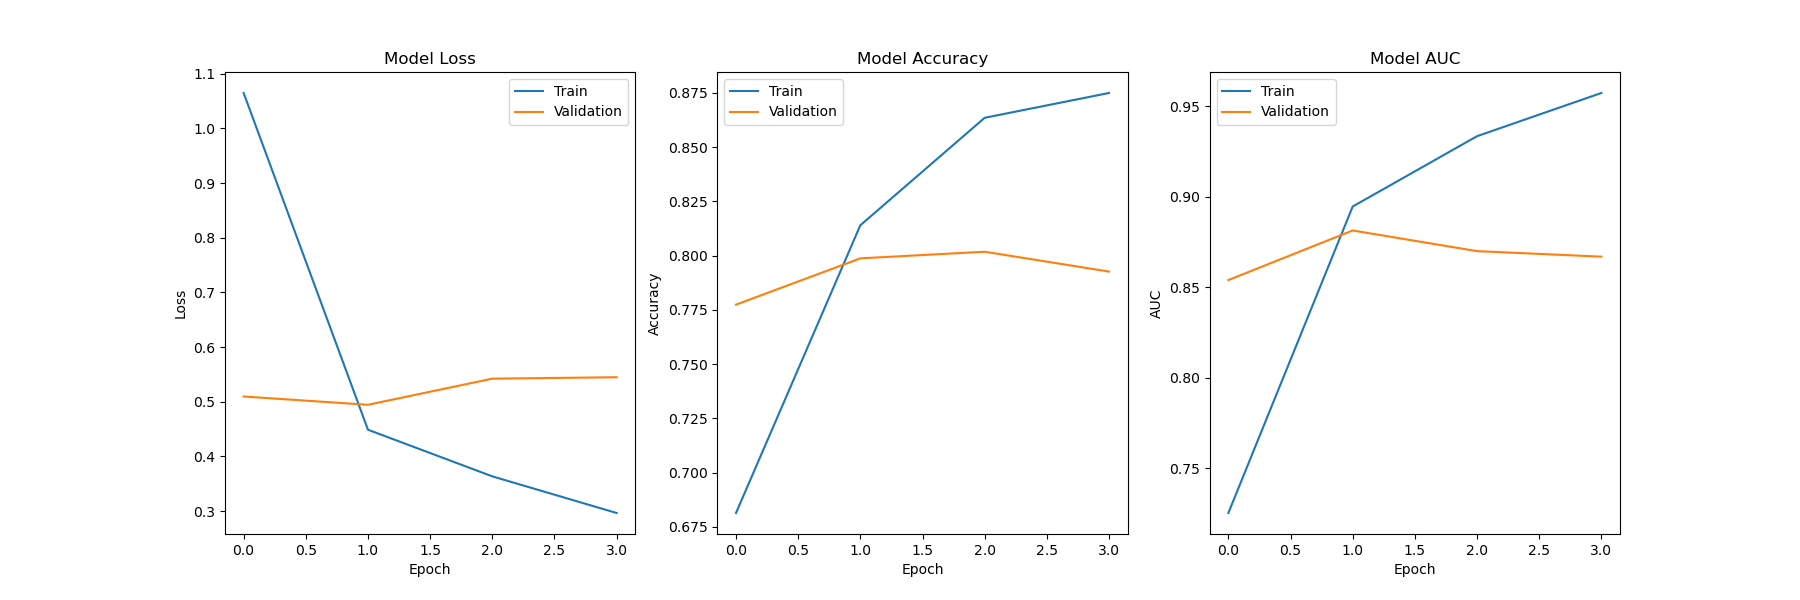 Model Loss
Train
Validation
1.1
1.0
0.9
0.8
0.7
0.6
0.5
0.4
0.3
Loss
0.0 0.5 1.0 1.5 2.0 2.5 3.0
Epoch
Model Accuracy
Train
Validation
0.875
0.850
0.825
0.800
0.775
0.750
0.725
0.700
0.675
Accuracy
0.0 0.5 1.0 1.5 2.0 2.5 3.0
Epoch
Model AUC
Train
Validation
0.95
0.90
0.85
0.80
0.75
AUC
0.0 0.5 1.0 1.5 2.0 2.5 3.0
Epoch